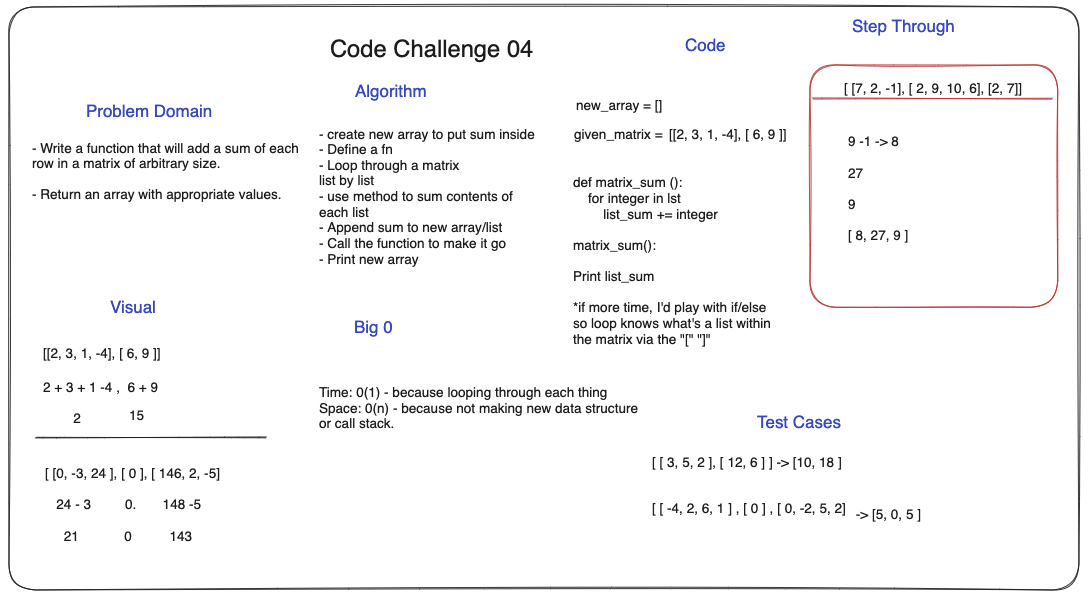 Code Challenge 04
Problem Domain
- Write a function that will add a sum of each
row in a matrix of arbitrary size.
- Return an array with appropriate values.
Visual
[[2, 3, 1, -4], [ 6, 9 ]]
2 + 3 + 1 -4 , 6 + 9
2 15
[ [0, -3, 24 ], [ 0 ], [ 146, 2, -5]
24 - 3 0. 148 -5
21 0 143
Algorithm
- create new array to put sum inside
- Define a fn
- Loop through a matrix
list by list
- use method to sum contents of
each list
- Append sum to new array/list
- Call the function to make it go
- Print new array
Big 0
Time: 0(1) - because looping through each thing
Space: 0(n) - because not making new data structure
or call stack.
Code
new_array = []
given_matrix = [[2, 3, 1, -4], [ 6, 9 ]]
def matrix_sum ():
for integer in lst
list_sum += integer
matrix_sum():
Print list_sum
*if more time, I'd play with if/else
so loop knows what's a list within
the matrix via the "[" "]"
Step Through
[ [7, 2, -1], [ 2, 9, 10, 6], [2, 7]]
9 -1 -> 8
27
9
[ 8, 27, 9 ]
Test Cases
[ [ 3, 5, 2 ], [ 12, 6 ] ] -> [10, 18 ]
[ [ -4, 2, 6, 1 ] , [ 0 ] , [ 0, -2, 5, 2] -> [5, 0, 5 ]